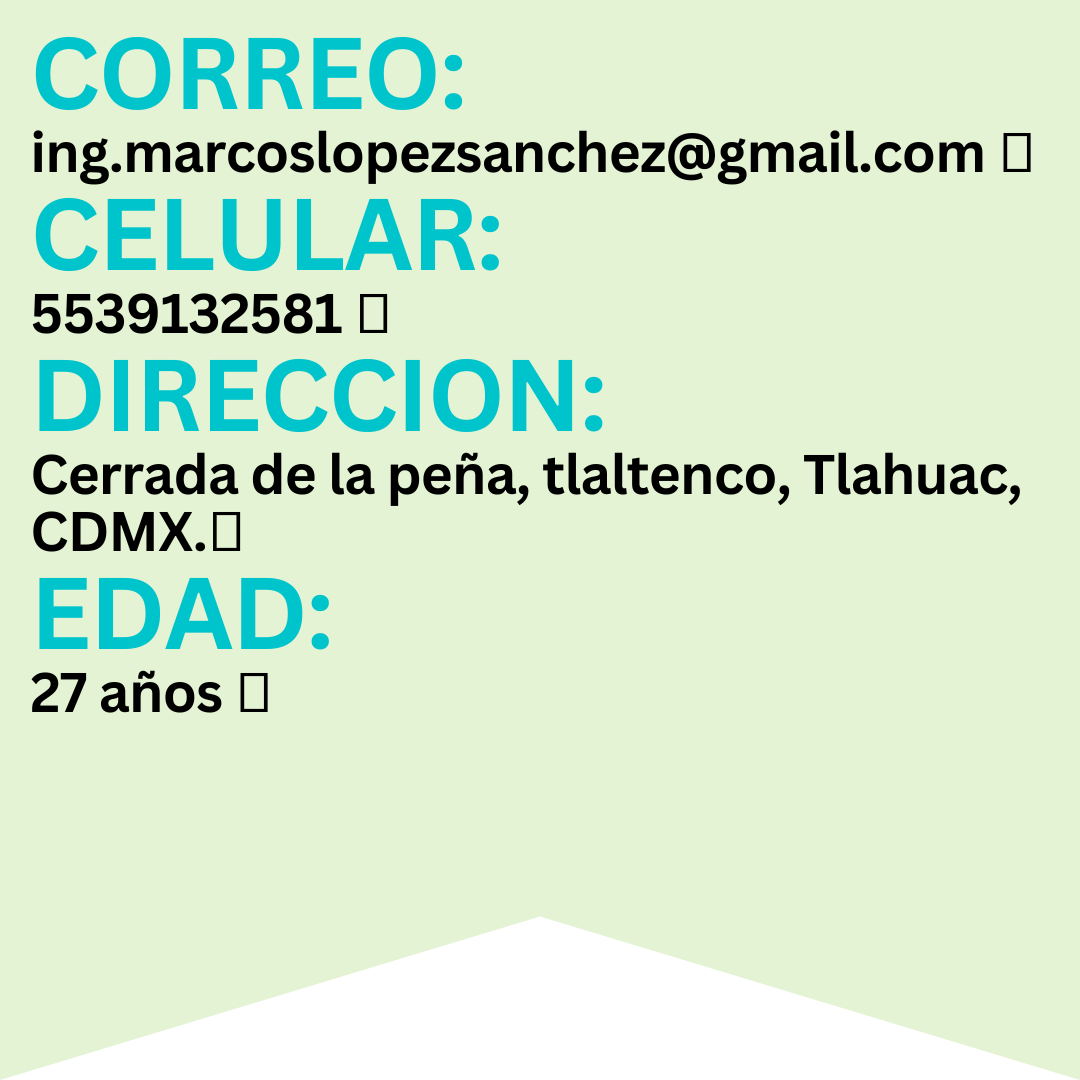 CORREO:
ing.marcoslopezsanchez@gmail.com
CELULAR:
5539132581
DIRECCION:
Cerrada de la peña, tlaltenco, Tlahuac,
CDMX.
EDAD:
27 años